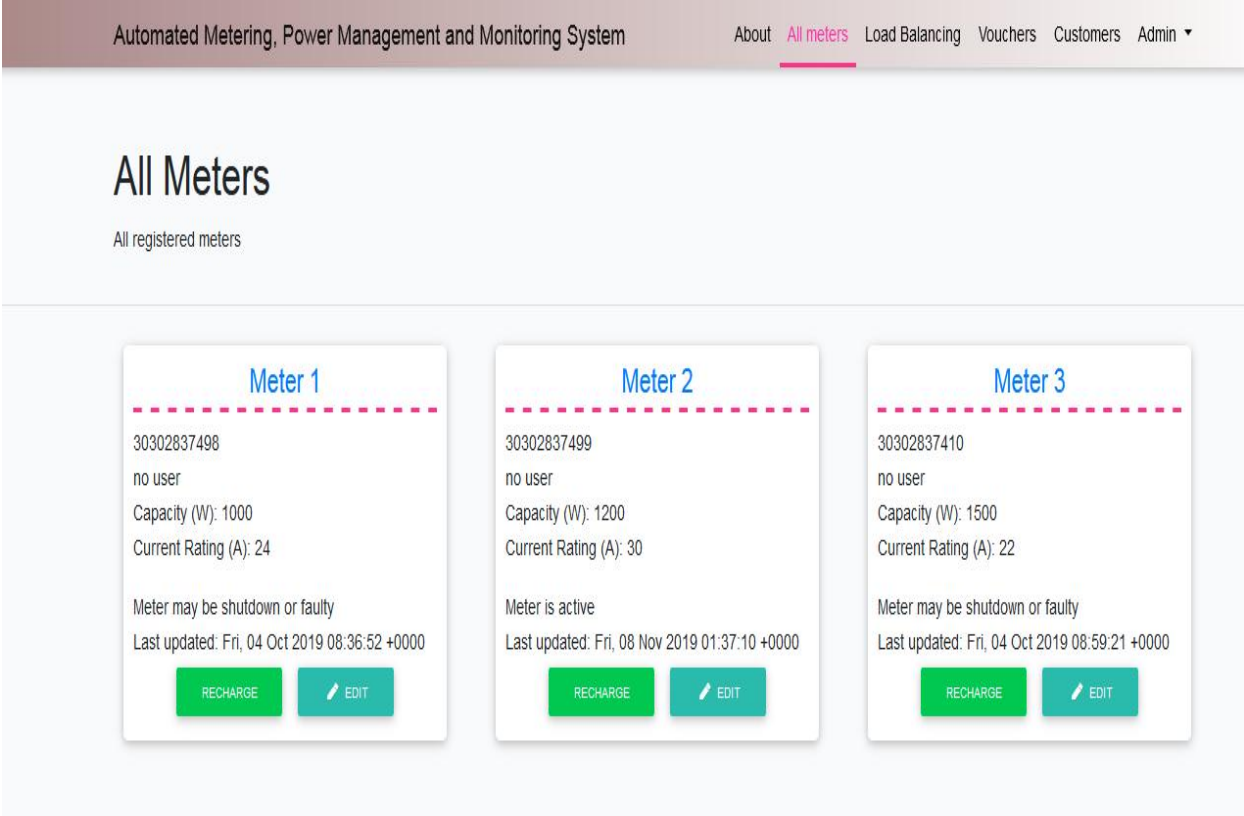 Automated Metering, Power Management and Monitoring System
About All meters Load Balancing Vouchers Customers Admin
All Meters
All registered meters
Meter 1
30302837498
no user
Capacity (W): 1000
Current Rating (A): 24
Meter may be shutdown or faulty
Last updated: Fri, 04 Oct 2019 08:36:52 +0000
RECHARGE EDIT
Meter 2
30302837499
no user
Capacity (W): 1200
Current Rating (A): 30
Meter is active
Last updated: Fri, 08 Nov 2019 01:37:10 +0000
RECHARGE EDIT
Meter 3
30302837410
no user
Capacity (W): 1500
Current Rating (A): 22
Meter may be shutdown or faulty
Last updated: Fri, 04 Oct 2019 08:59:21 +0000
RECHARGE EDIT